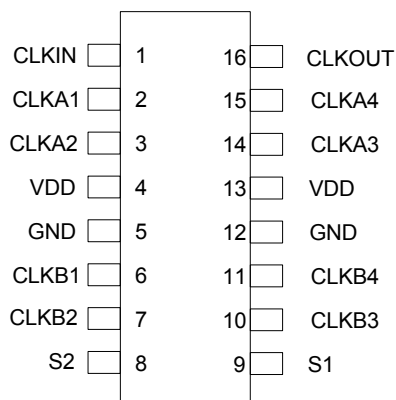 CLKIN 1 16 CLKOUT
CLKA1 2 15 CLKA4
CLKA2 3 14 CLKA3
VDD 4 13 VDD
GND 5 12 GND
CLKB1 6 11 CLKB4
CLKB2 7 10 CLKB3
S2 8 9 S1